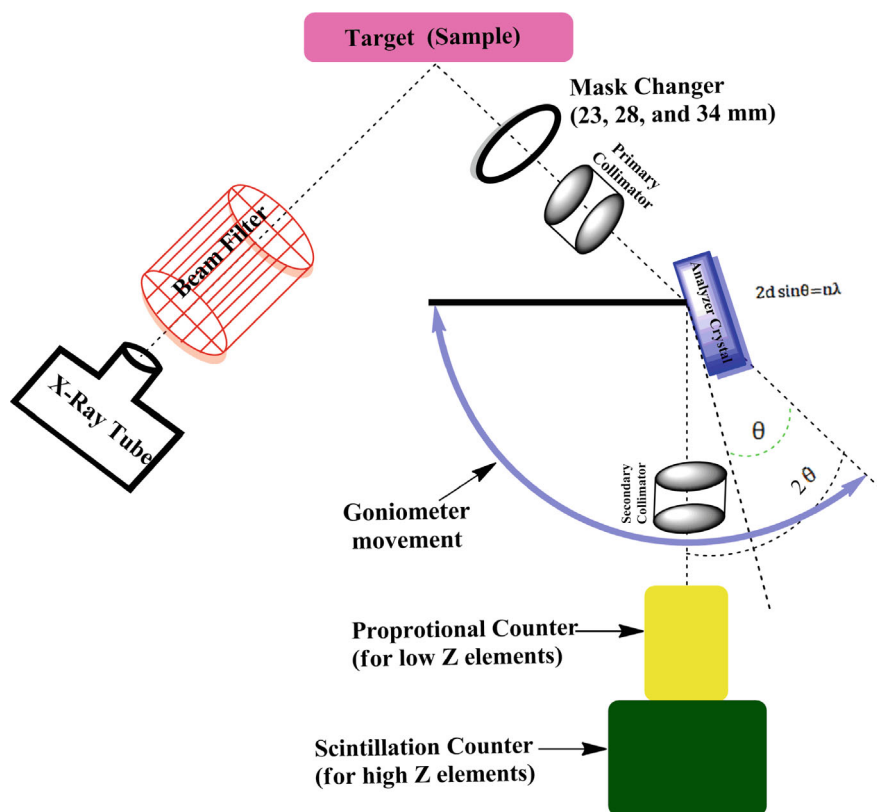 Target (Sample)
Mask Changer
(23, 28, and 34 mm)
Primary
Collimator
Beam Filter
X-Ray Tube
Analyzer Crystal
2d sinθ=nλ
θ
2θ
Secondary
Collimator
Goniometer
movement
Proprotional Counter
(for low Z elements)
Scintillation Counter
(for high Z elements)